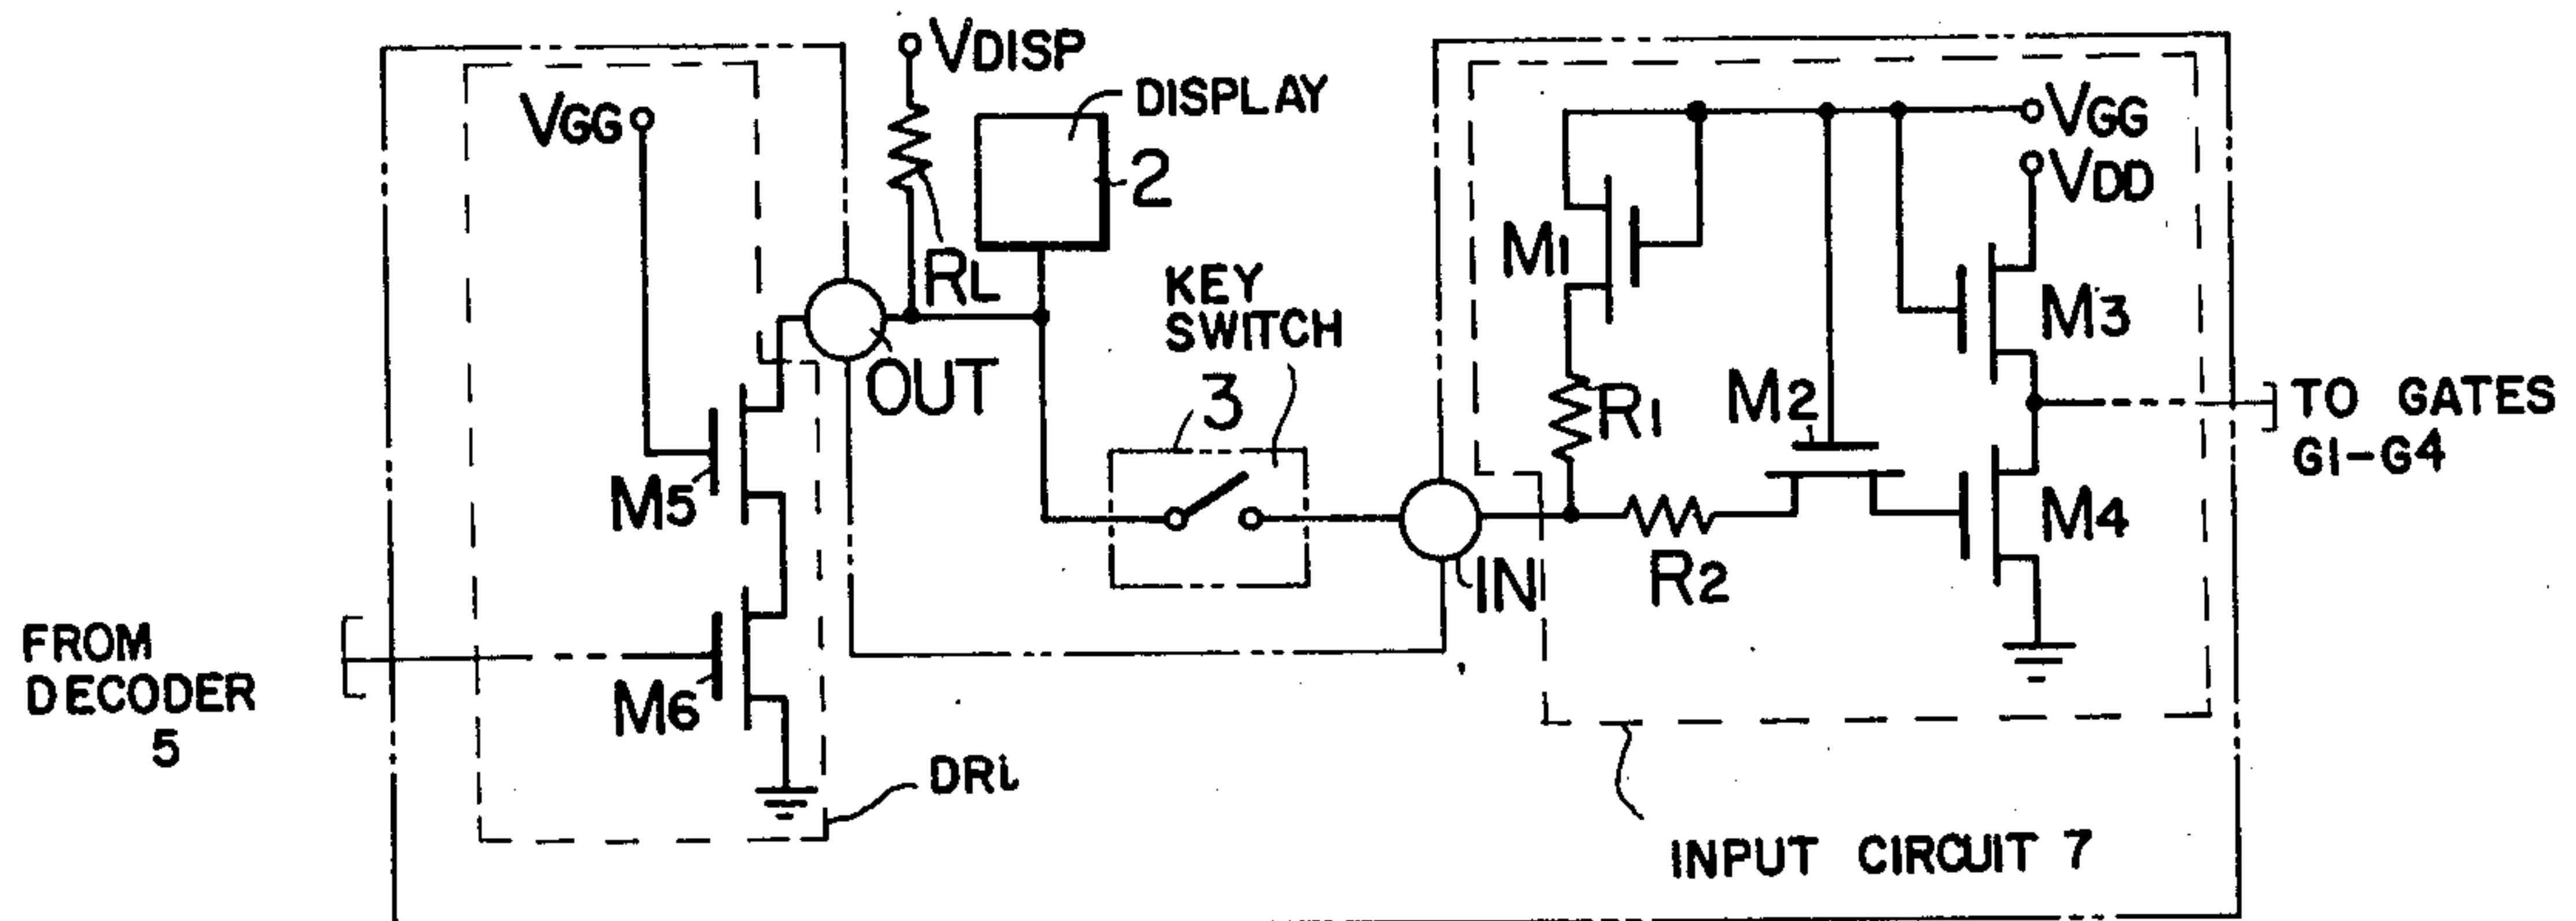 VDISP
DISPLAY
2
VGG
RL
OUT
M5
M6
FROM
DECODER
5
DRi
KEY
SWITCH
3
IN
VGG
VDD
M1
R1
M2
R2
M3
M4
TO GATES
G1-G4
INPUT CIRCUIT 7